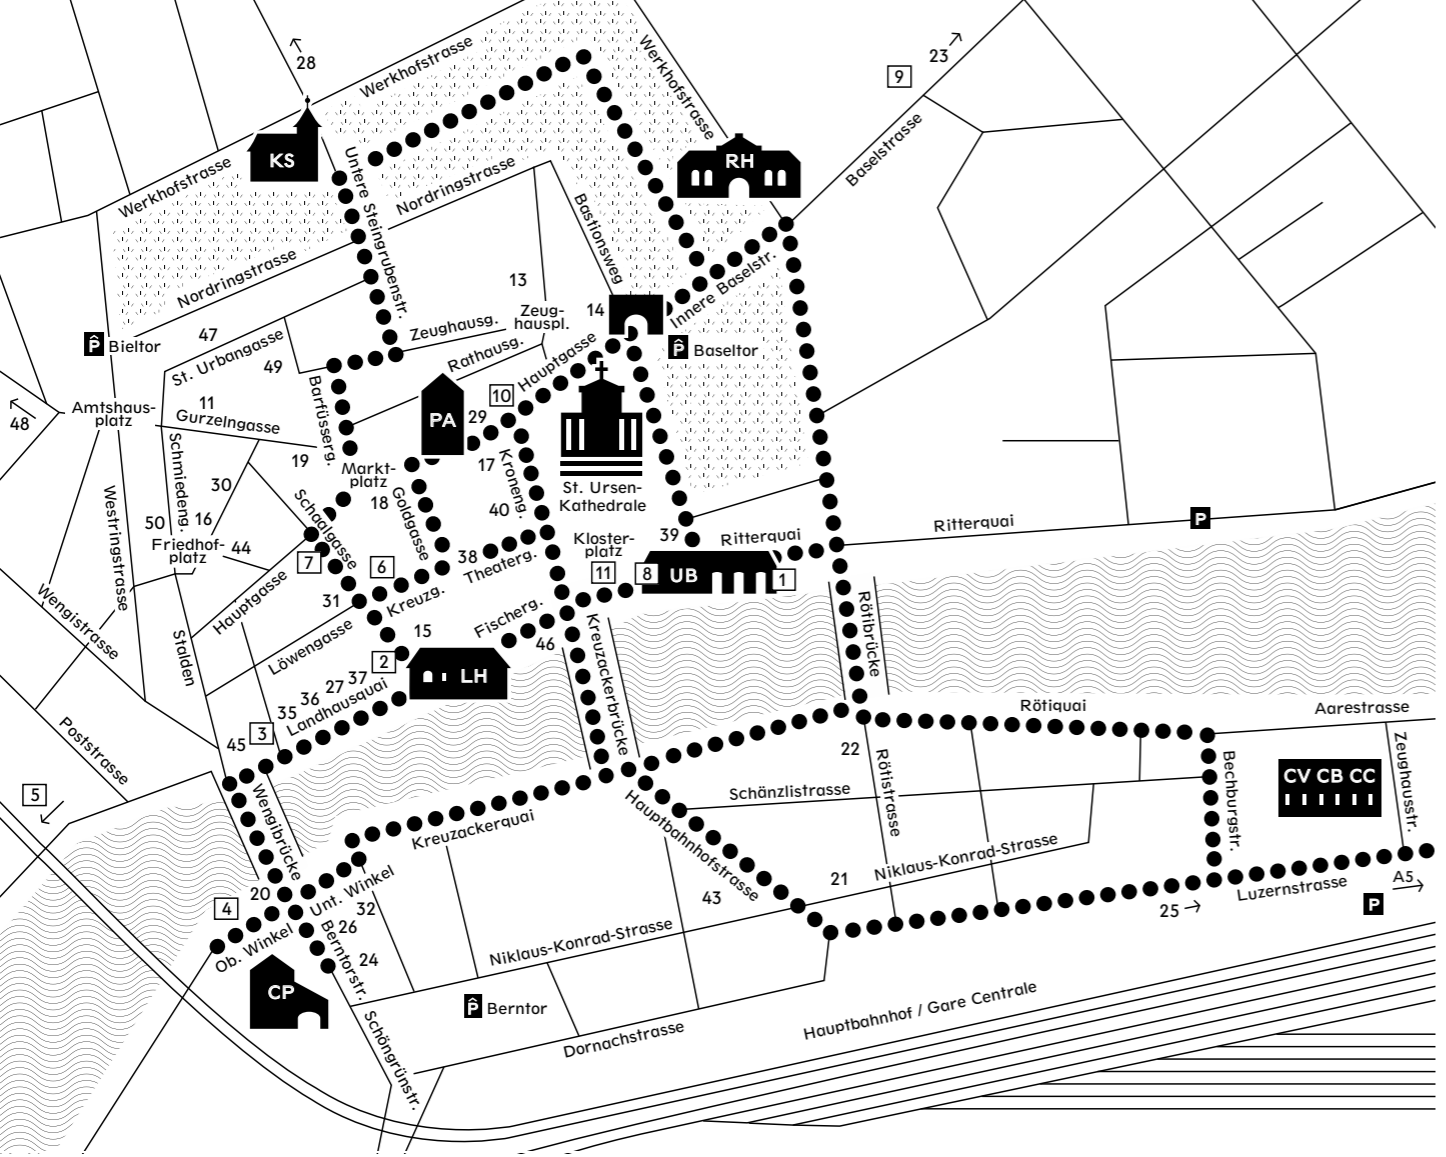 28
Werkhofstrasse
Werkhofstrasse
9
23
KS
RH
Untere Steingrubenstr.
Baselstrasse
Werkhofstrasse
Nordringstrasse
Bastionsweg
Nordringstrasse
13
Innere Baselstr.
14
Zeug-
hauspl.
Zeughausg.
47
P
Bieltor
P
Baseltor
St. Urbangasse
49
Rathausg.
Hauptgasse
10
11
Amtshaus-
platz
Gurzelngasse
48
Barfüsserg.
PA
29
Schmiedeng.
19
Markt-
platz
17
Kroneng.
18
Goldgasse
30
Schaalgasse
St. Ursen-
Kathedrale
Westringstrasse
50
16
40
Friedhof-
platz
44
39
Ritterquai
Ritterquai
P
Kloster-
platz
38
Theaterg.
7
6
11
8
UB
1
Wengistrasse
Hauptgasse
31
Kreuzg.
Fischerg.
Rötibrücke
Stalden
Löwengasse
15
46
Kreuzackerbrücke
2
LH
37
27
36
35
Landhausquai
3
45
Poststrasse
Rötiquai
Aarestrasse
22
Rötistrasse
Bechburgstr.
Zeughausstr.
CV CB CC
5
Wengibrücke
Schänzlistrasse
Kreuzackerquai
Hauptbahnhofstrasse
Niklaus-Konrad-Strasse
21
43
20
Unt. Winkel
4
32
26
Berntorstr.
Ob. Winkel
24
Luzernstrasse
A5
P
25
Niklaus-Konrad-Strasse
CP
P
Berntor
Schöngrünstr.
Dornachstrasse
Hauptbahnhof / Gare Centrale